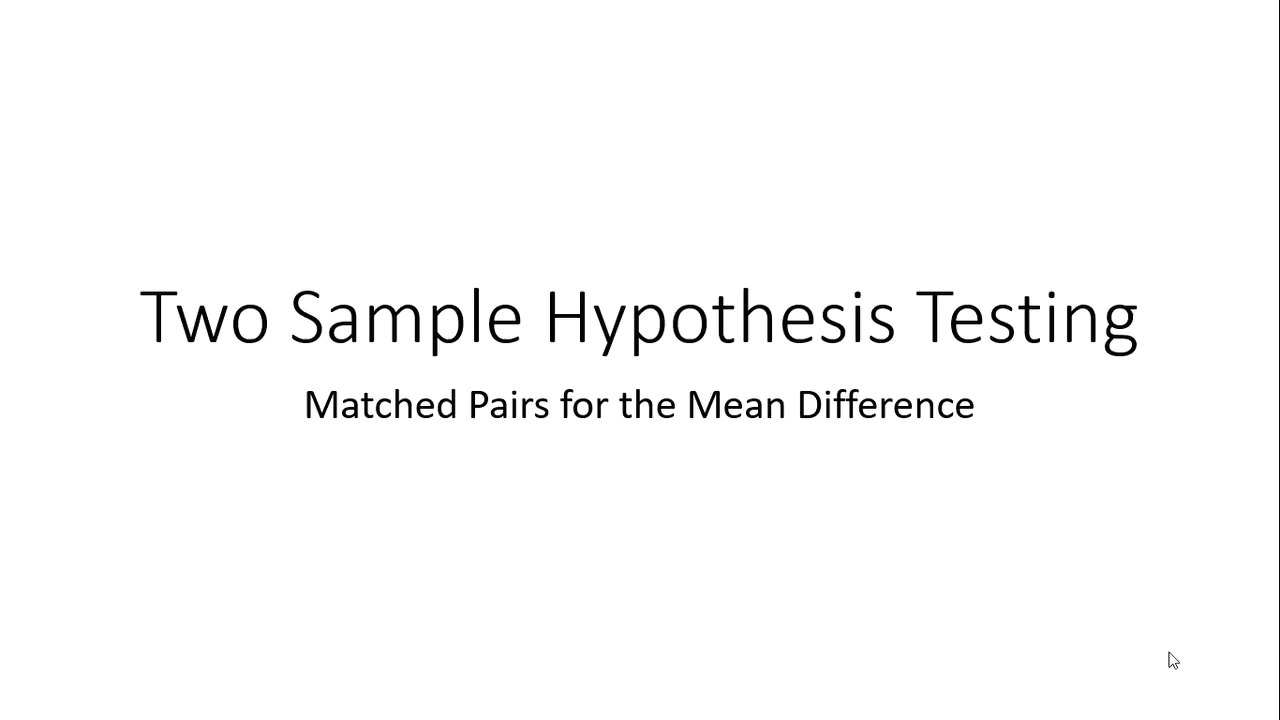 Two Sample Hypothesis Testing
Matched Pairs for the Mean Difference